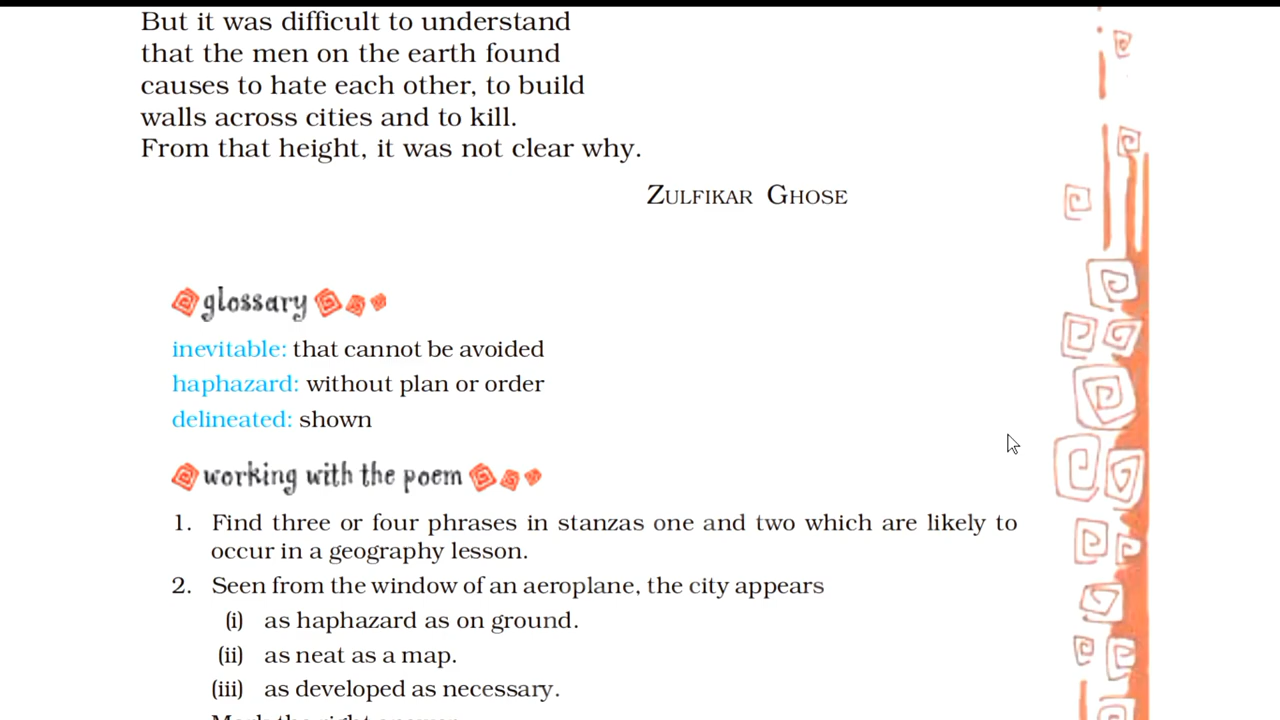 But it was difficult to understand
that the men on the earth found
causes to hate each other, to build
walls across cities and to kill.
From that height, it was not clear why.
ZULFIKAR GHOSE
glossary
inevitable: that cannot be avoided
haphazard: without plan or order
delineated: shown
working with the poem
1. Find three or four phrases in stanzas one and two which are likely to
occur in a geography lesson.
2. Seen from the window of an aeroplane, the city appears
(i) as haphazard as on ground.
(ii) as neat as a map.
(iii) as developed as necessary.
Mark the right answer.